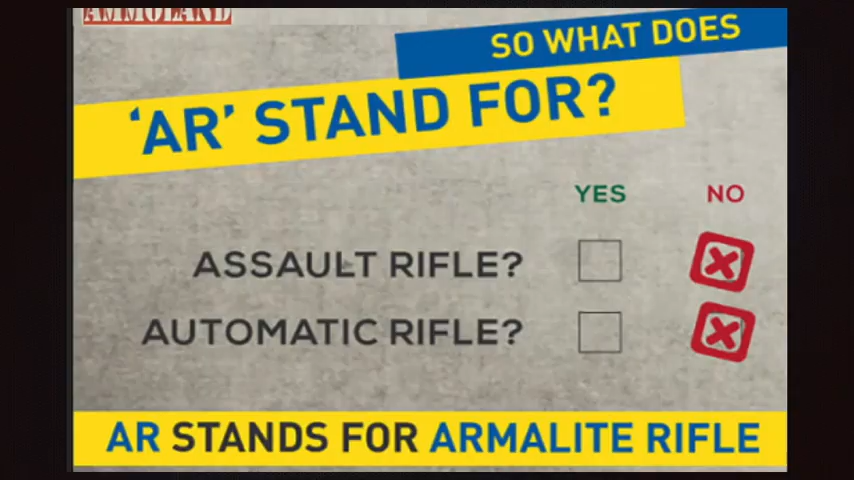 AMMOLAND
SO WHAT DOES
‘AR’ STAND FOR?
YES NO
ASSAULT RIFLE?
AUTOMATIC RIFLE?
AR STANDS FOR ARMALITE RIFLE